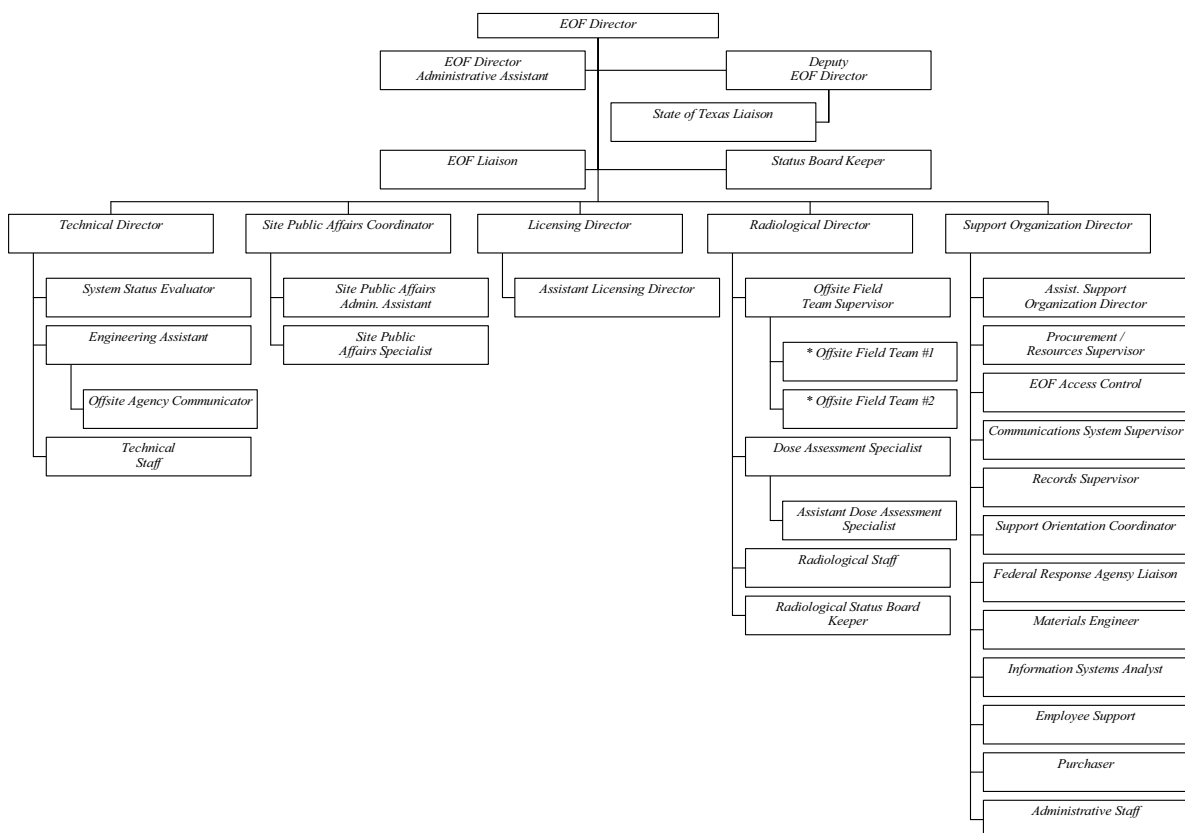 EOF Director
EOF Director
Administrative Assistant
Deputy
EOF Director
State of Texas Liaison
EOF Liaison
Status Board Keeper
Technical Director
Site Public Affairs Coordinator
Licensing Director
Radiological Director
Support Organization Director
System Status Evaluator
Engineering Assistant
Offsite Agency Communicator
Technical
Staff
Site Public Affairs
Admin. Assistant
Site Public
Affairs Specialist
Assistant Licensing Director
Offsite Field
Team Supervisor
* Offsite Field Team #1
* Offsite Field Team #2
Dose Assessment Specialist
Assistant Dose Assessment
Specialist
Radiological Staff
Radiological Status Board
Keeper
Assist. Support
Organization Director
Procurement /
Resources Supervisor
EOF Access Control
Communications System Supervisor
Records Supervisor
Support Orientation Coordinator
Federal Response Agensy Liaison
Materials Engineer
Information Systems Analyst
Employee Support
Purchaser
Administrative Staff